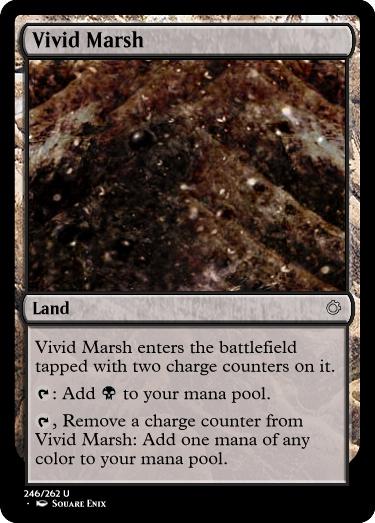 Vivid Marsh
Land
Vivid Marsh enters the battlefield
tapped with two charge counters on it.
: Add to your mana pool.
, Remove a charge counter from
Vivid Marsh: Add one mana of any
color to your mana pool.
246/262 U
· Square Enix